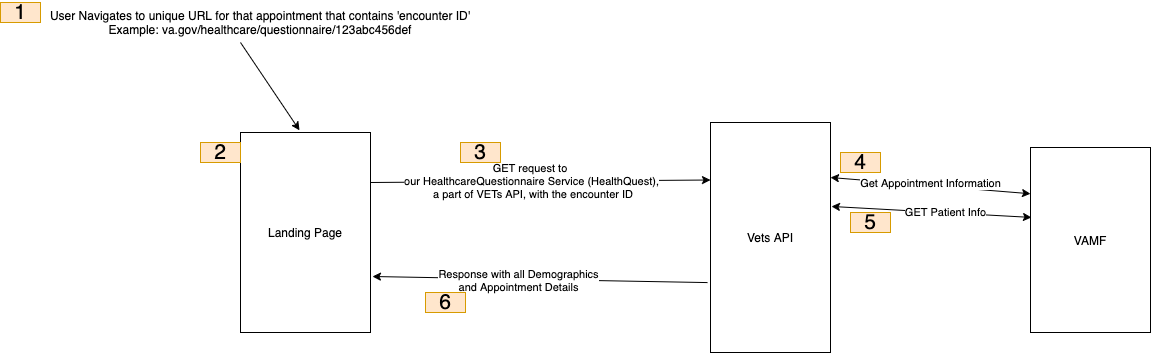 1
User Navigates to unique URL for that appointment that contains 'encounter ID'
Example: va.gov/healthcare/questionnaire/123abc456def
2
Landing Page
3
GET request to
our HealthcareQuestionnaire Service (HealthQuest),
a part of VETs API, with the encounter ID
Vets API
4
Get Appointment Information
GET Patient Info
5
VAMF
Response with all Demographics
and Appointment Details
6